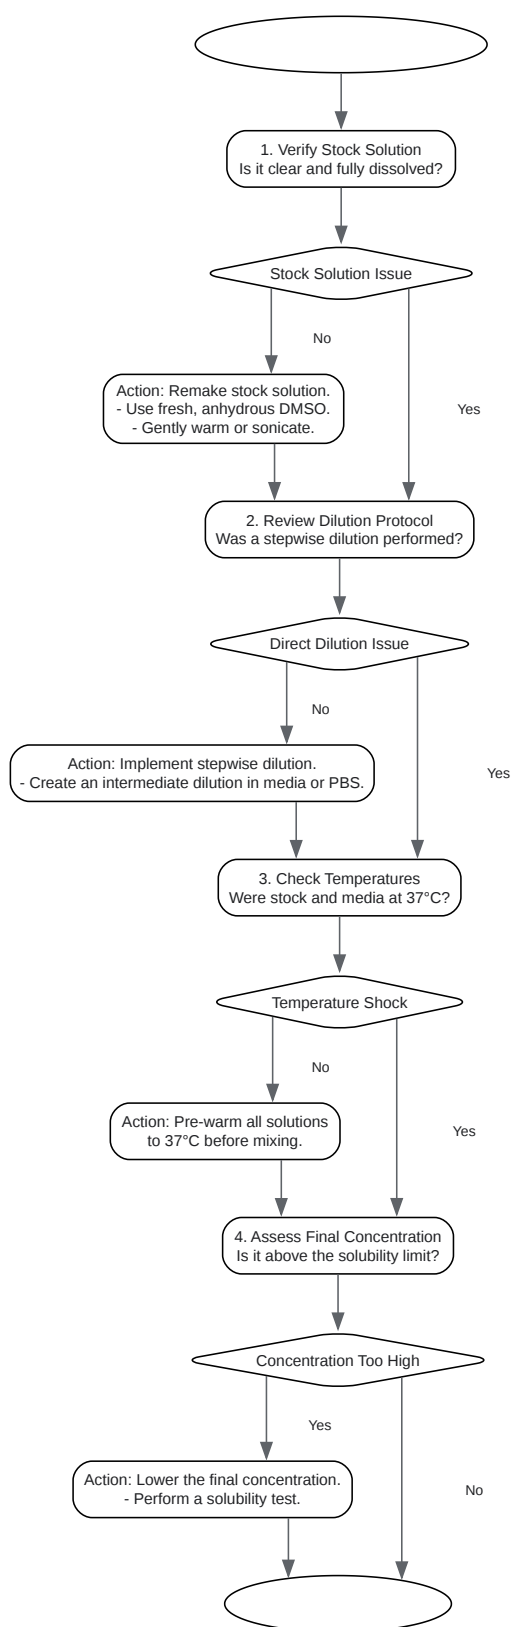 1. Verify Stock Solution
Is it clear and fully dissolved?
Stock Solution Issue
No
Action: Remake stock solution.
- Use fresh, anhydrous DMSO.
- Gently warm or sonicate.
Yes
2. Review Dilution Protocol
Was a stepwise dilution performed?
Direct Dilution Issue
No
Action: Implement stepwise dilution.
- Create an intermediate dilution in media or PBS.
Yes
3. Check Temperatures
Were stock and media at 37°C?
Temperature Shock
No
Action: Pre-warm all solutions
to 37°C before mixing.
Yes
4. Assess Final Concentration
Is it above the solubility limit?
Concentration Too High
Yes
Action: Lower the final concentration.
- Perform a solubility test.
No